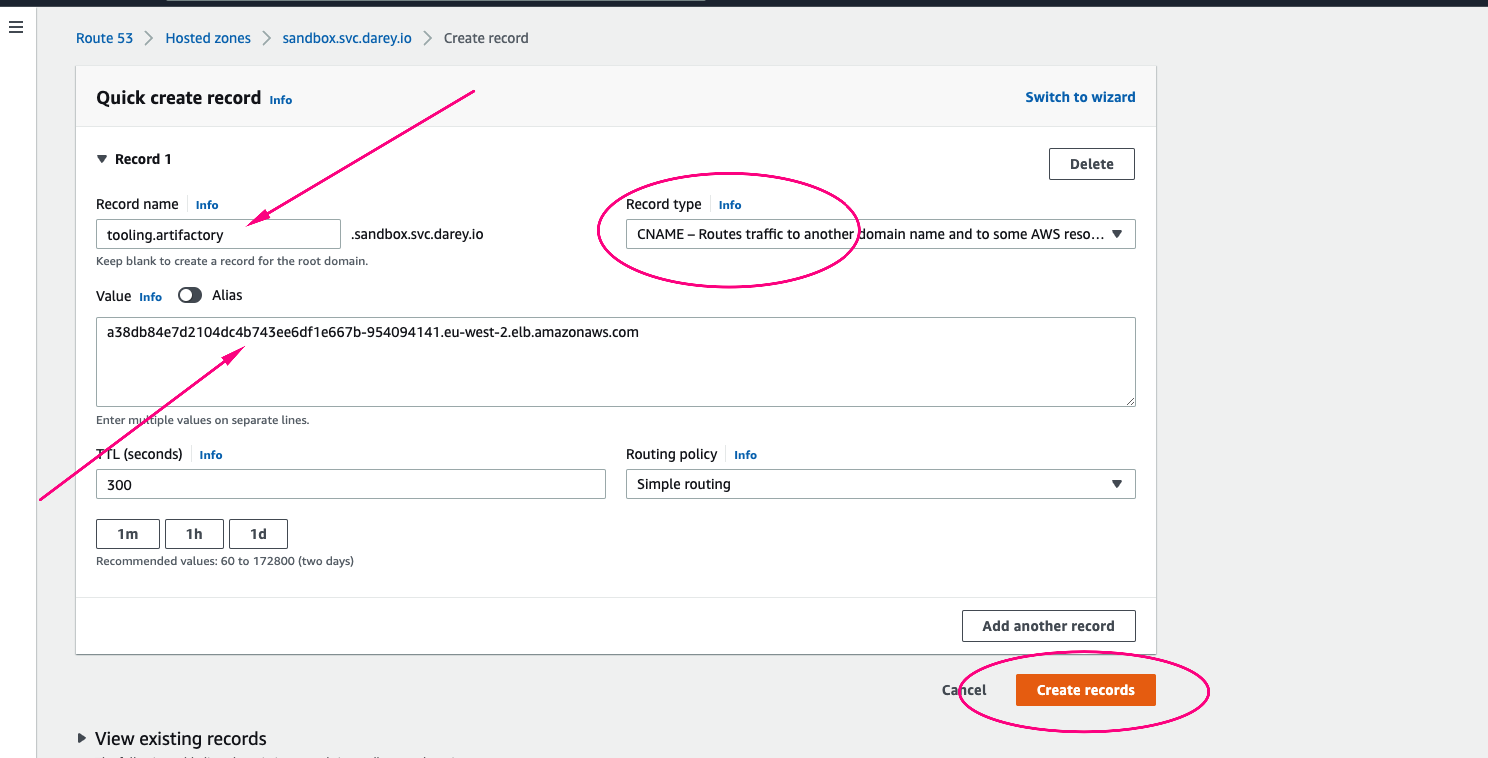 Route 53 > Hosted zones > sandbox.svc.darey.io > Create record
Quick create record Info
Switch to wizard
Record 1
Delete
Record name Info
Record type Info
tooling.artifactory .sandbox.svc.darey.io
CNAME – Routes traffic to another domain name and to some AWS reso...
Keep blank to create a record for the root domain.
Value Info Alias
a38db84e7d2104dc4b743ee6df1e667b-954094141.eu-west-2.elb.amazonaws.com
Enter multiple values on separate lines.
TTL (seconds) Info
Routing policy Info
300
Simple routing
1m 1h 1d
Recommended values: 60 to 172800 (two days)
Add another record
Cancel Create records
View existing records